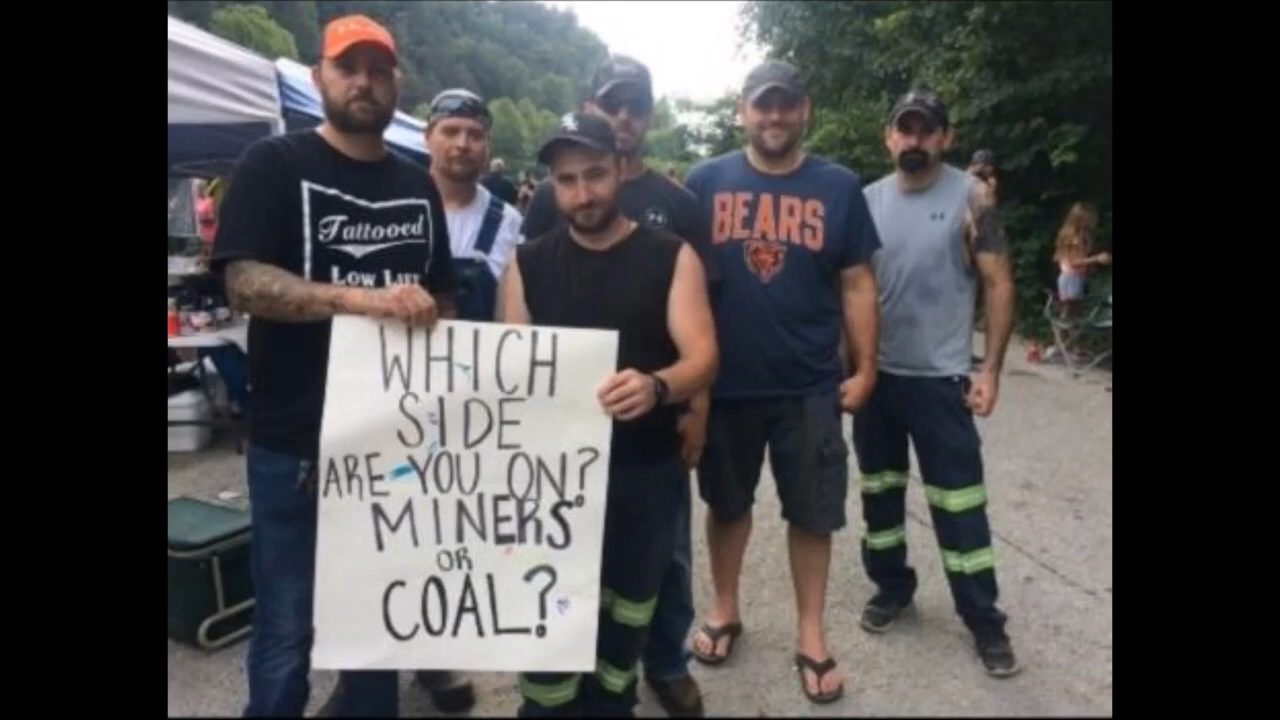 Tattooed
Low Life
BEARS
WHICH
SIDE
ARE YOU ON?
MINERS
OR
COAL?